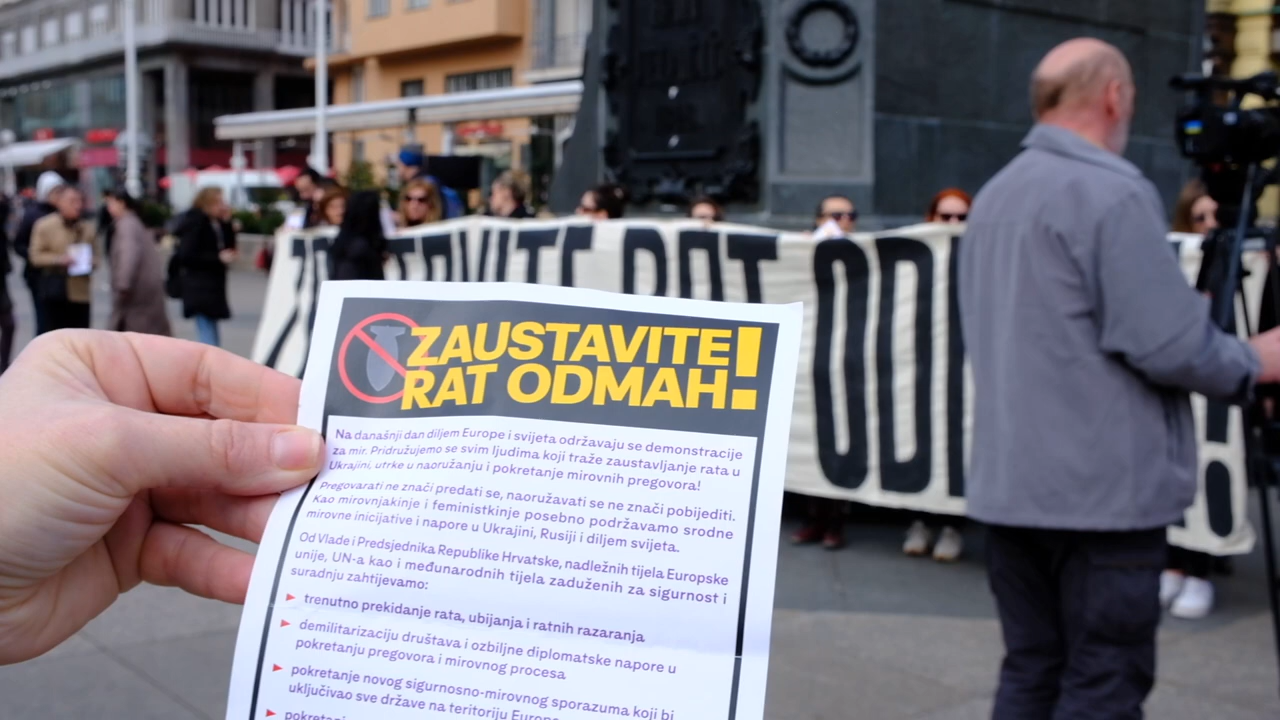 ZAUSTAVITE RAT ODMAH!
ZAUSTAVITE
RAT ODMAH!
Na današnji dan diljem Europe i svijeta održavaju se demonstracije
za mir. Pridružujemo se svim ljudima koji traže zaustavljanje rata u
Ukrajini, utrke u naoružanju i pokretanje mirovnih pregovora!
Pregovarati ne znači predati se, naoružavati se ne znači pobijediti.
Kao mirovnjakinje i feministkinje posebno podržavamo srodne
mirovne inicijative i napore u Ukrajini, Rusiji i diljem svijeta.
Od Vlade i Predsjednika Republike Hrvatske, nadležnih tijela Europske
unije, UN-a kao i međunarodnih tijela zaduženih za sigurnost i
suradnju zahtijevamo:
trenutno prekidanje rata, ubijanja i ratnih razaranja
demilitarizaciju društava i ozbiljne diplomatske napore u
pokretanju pregovora i mirovnog procesa
pokretanje novog sigurnosno-mirovnog sporazuma koji bi
uključivao sve države na teritoriju